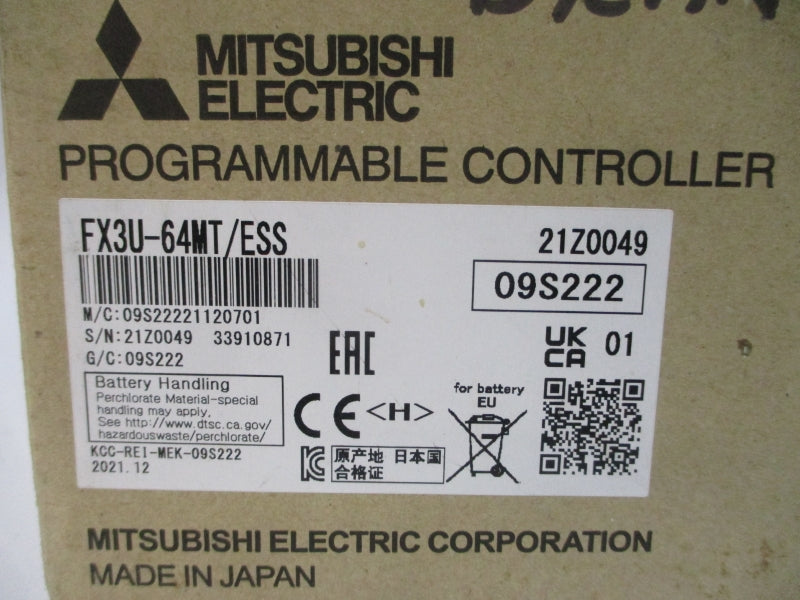 MITSUBISHI
ELECTRIC
PROGRAMMABLE CONTROLLER
FX3U-64MT/ESS
21Z0049
09S222
M/C:09S22221120701
S/N:21Z0049 33910871
G/C:09S222
EAC
UK
CA
01
Battery Handling
Perchlorate Material-special
handling may apply.
See http://www.dtsc.ca.gov/
hazardouswaste/perchlorate/
CE <H>
for battery
EU
KCC-REI-MEK-09S222
2021.12
原产地 日本国
合格证
MITSUBISHI ELECTRIC CORPORATION
MADE IN JAPAN